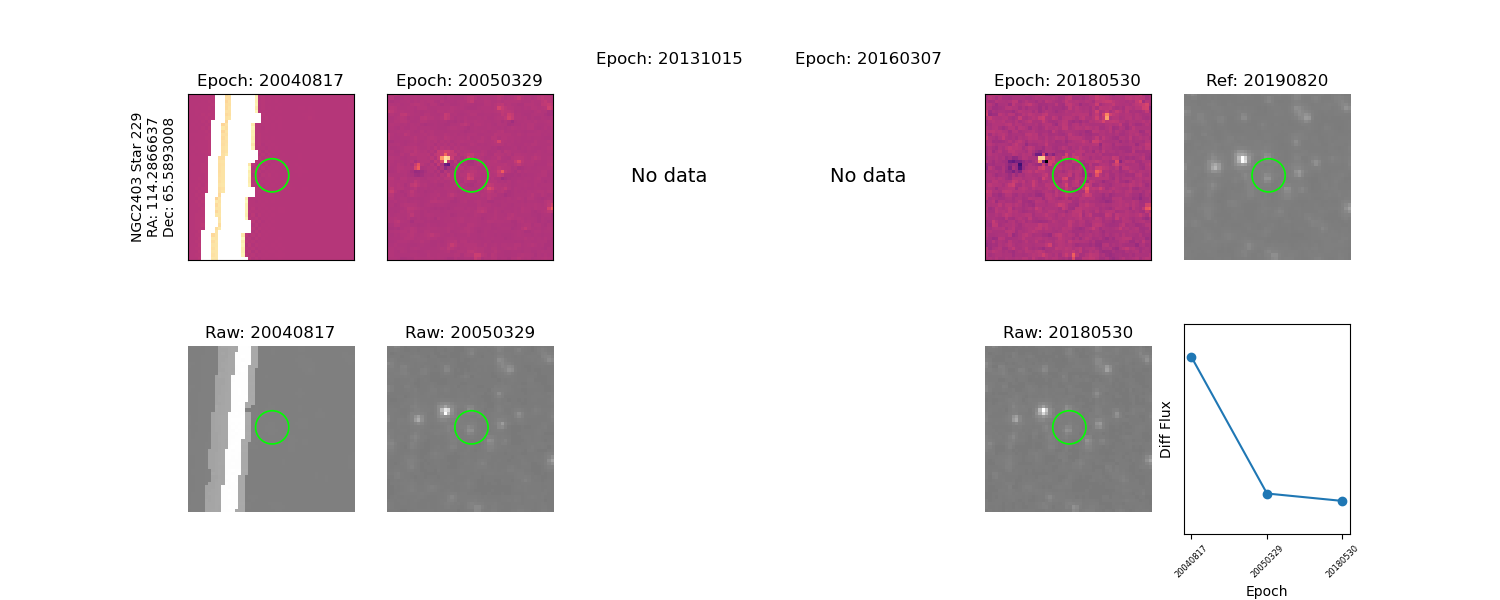 Epoch: 20131015
Epoch: 20160307
Epoch: 20040817
Epoch: 20050329
Epoch: 20180530
Ref: 20190820
NGC2403 Star 229
RA: 114.2866637
Dec: 65.5893008
No data
No data
Raw: 20040817
Raw: 20050329
Raw: 20180530
Diff Flux
20040817
20050329
20180530
Epoch